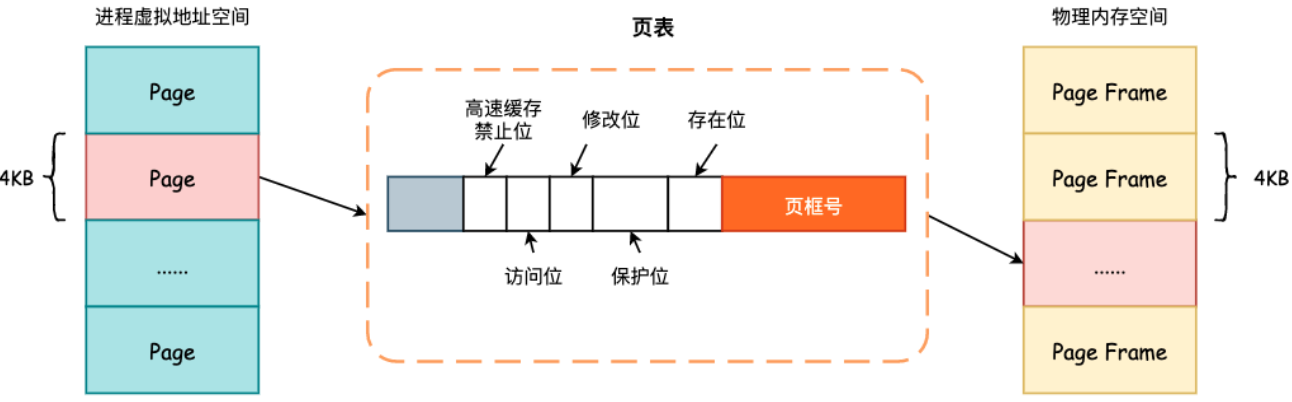 进程虚拟地址空间
页表
物理内存空间
Page
Page
4KB
......
Page
高速缓存
禁止位
修改位
存在位
页框号
访问位
保护位
Page Frame
Page Frame
4KB
......
Page Frame